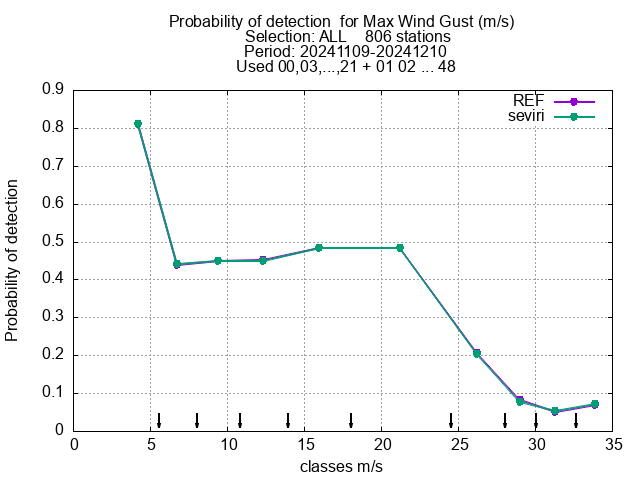 Probability of detection  for Max Wind Gust (m/s)
Selection: ALL    806 stations
Period: 20241109-20241210
Used 00,03,...,21 + 01 02 ... 48
REF
seviri
Probability of detection
0.9
0.8
0.7
0.6
0.5
0.4
0.3
0.2
0.1
0
0 5 10 15 20 25 30 35
classes m/s